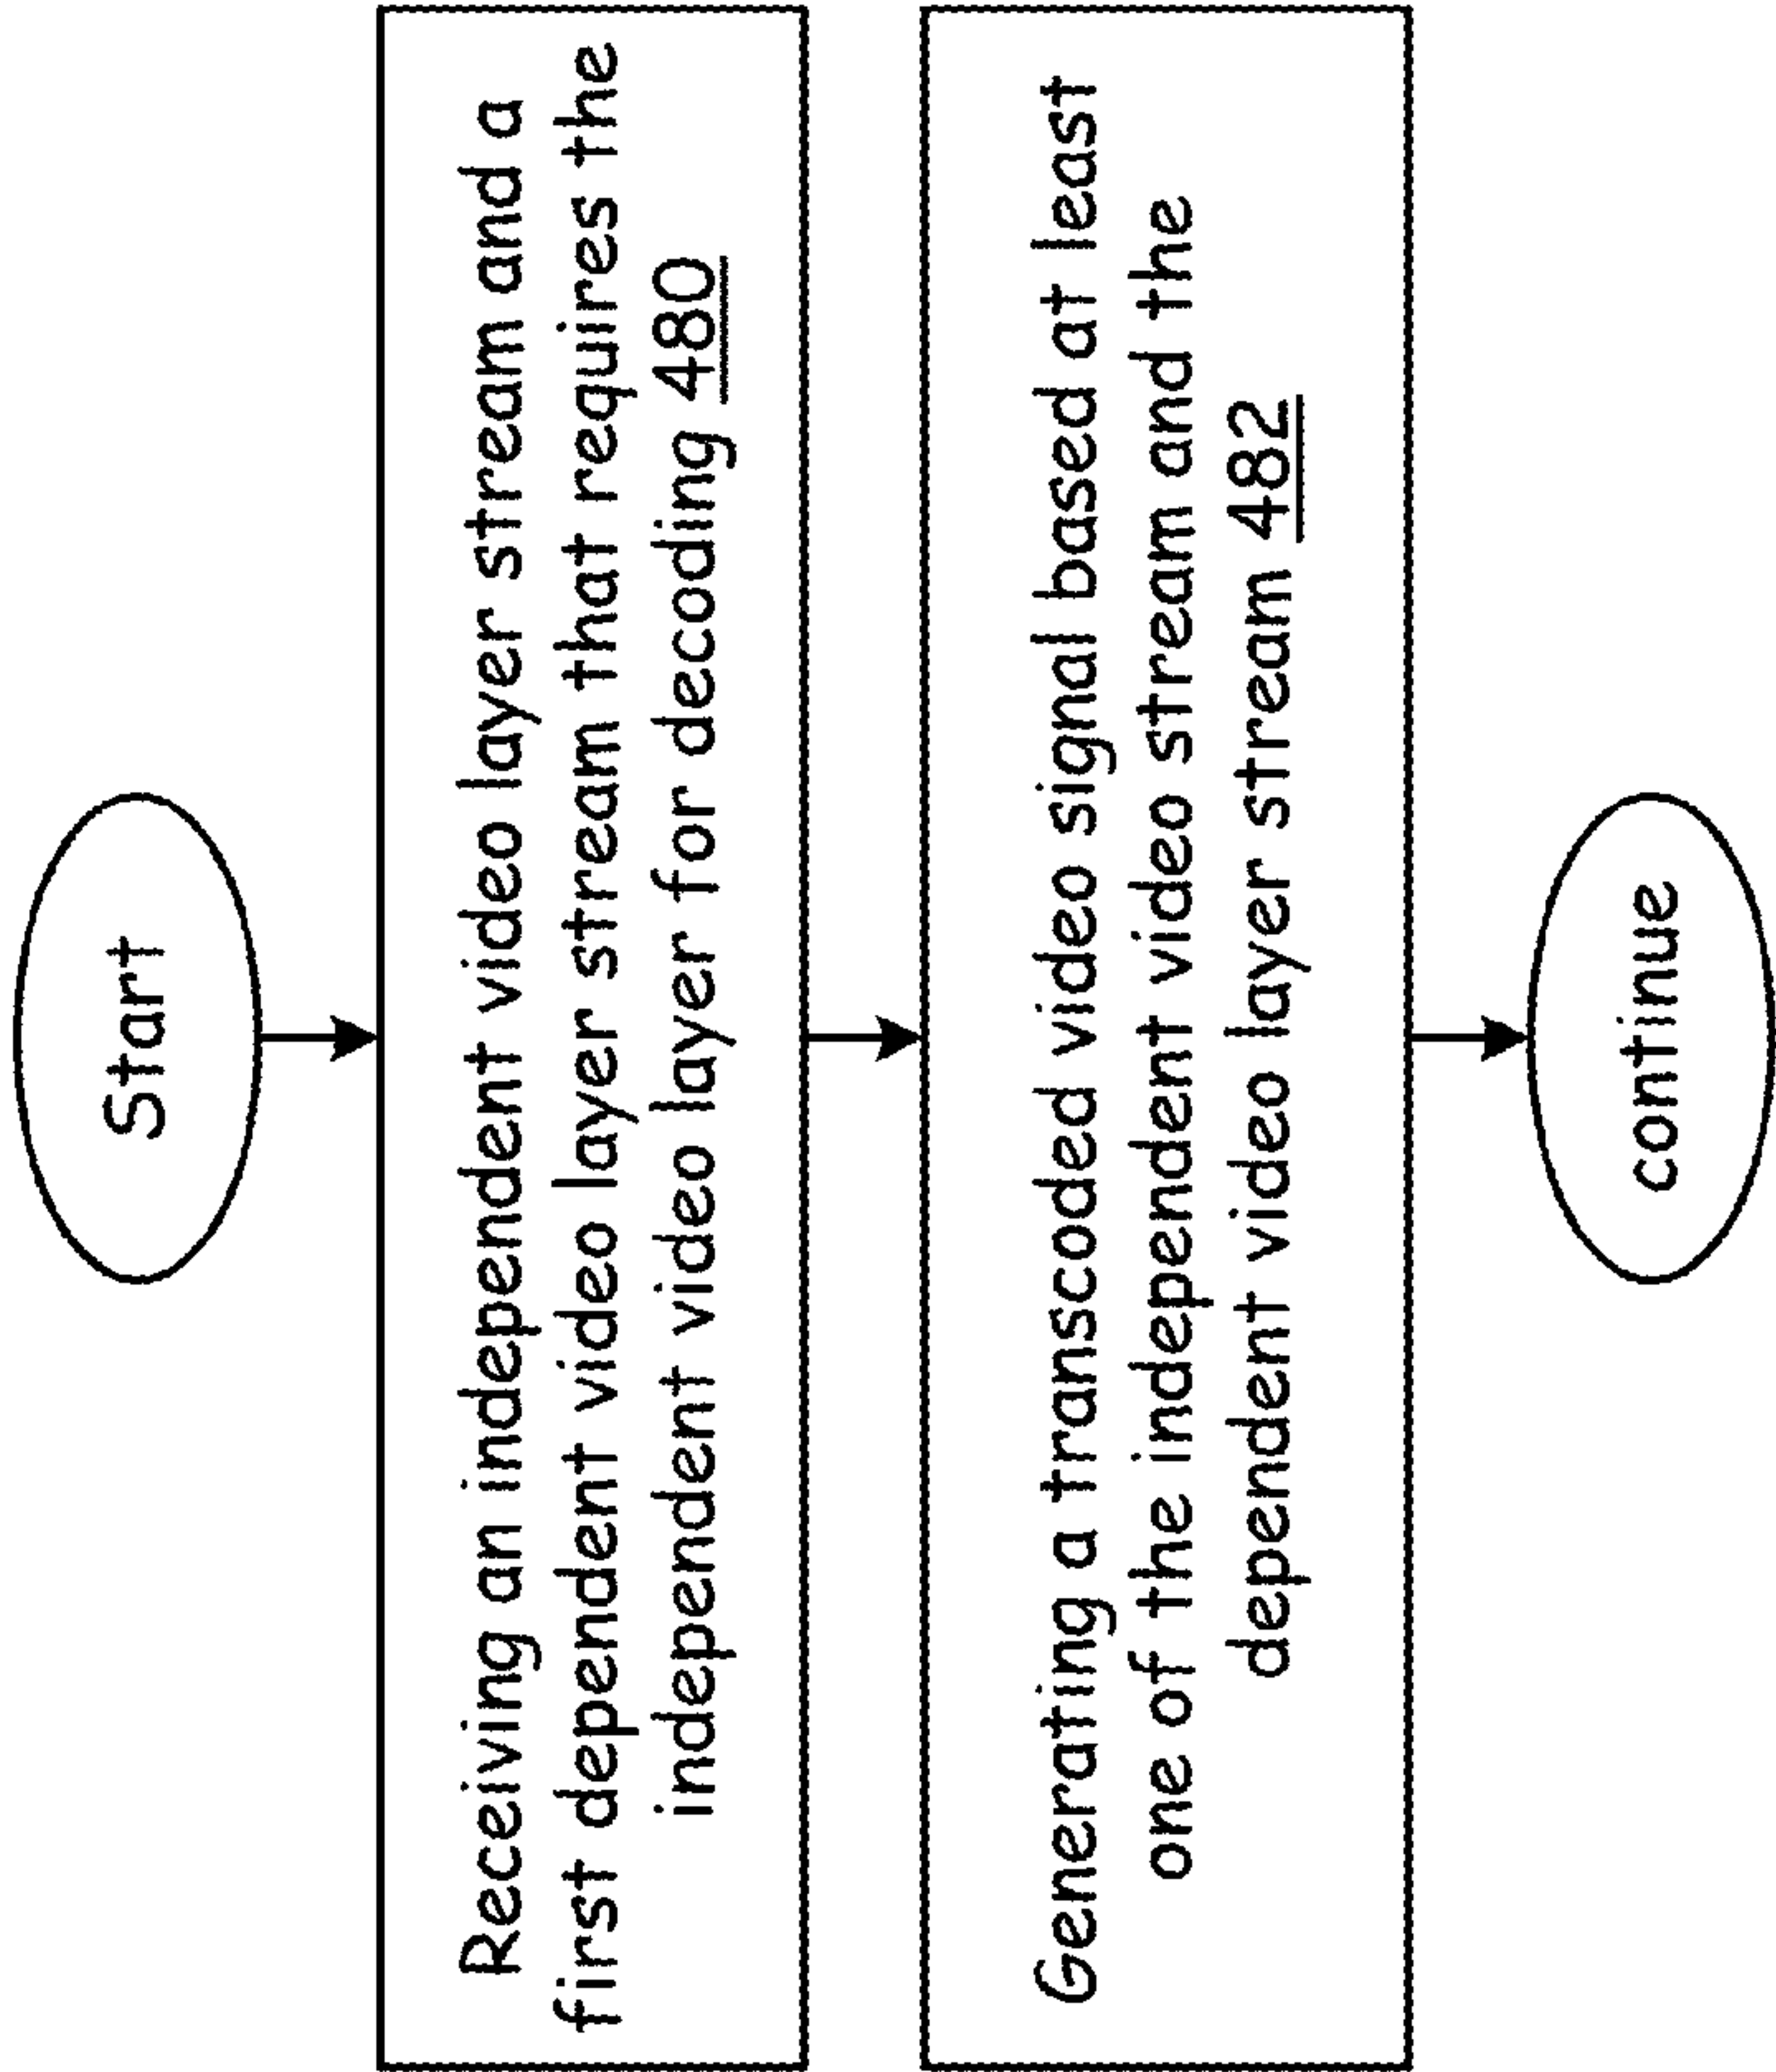 Start
Receiving an independent video layer stream and a
first dependent video layer stream that requires the
independent video layer for decoding 480
Generating a transcoded video signal based at least
one of the independent video stream and the
dependent video layer stream 482
continue